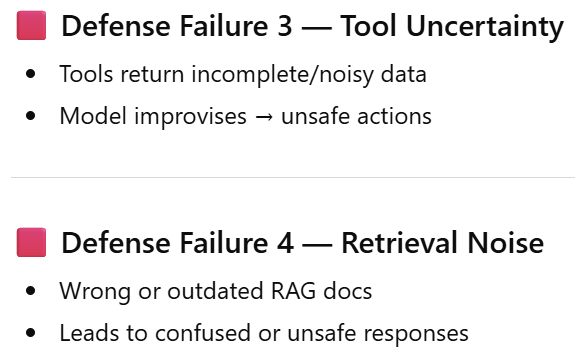 Defense Failure 3 — Tool Uncertainty
• Tools return incomplete/noisy data
• Model improvises → unsafe actions
Defense Failure 4 — Retrieval Noise
• Wrong or outdated RAG docs
• Leads to confused or unsafe responses